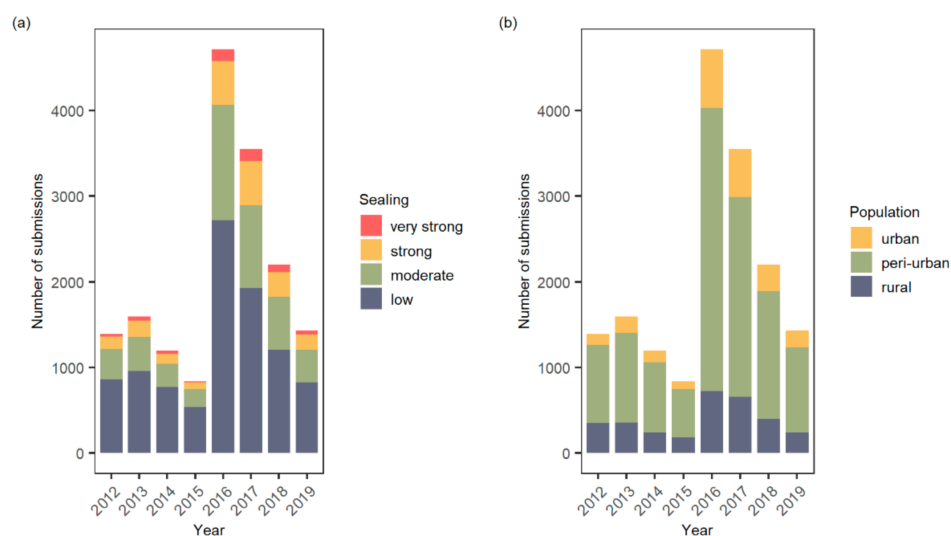 (a)
Number of submissions
4000
3000
2000
1000
0
2012
2013
2014
2015
2016
2017
2018
2019
Year
Sealing
very strong
strong
moderate
low
(b)
Number of submissions
4000
3000
2000
1000
0
2012
2013
2014
2015
2016
2017
2018
2019
Year
Population
urban
peri-urban
rural